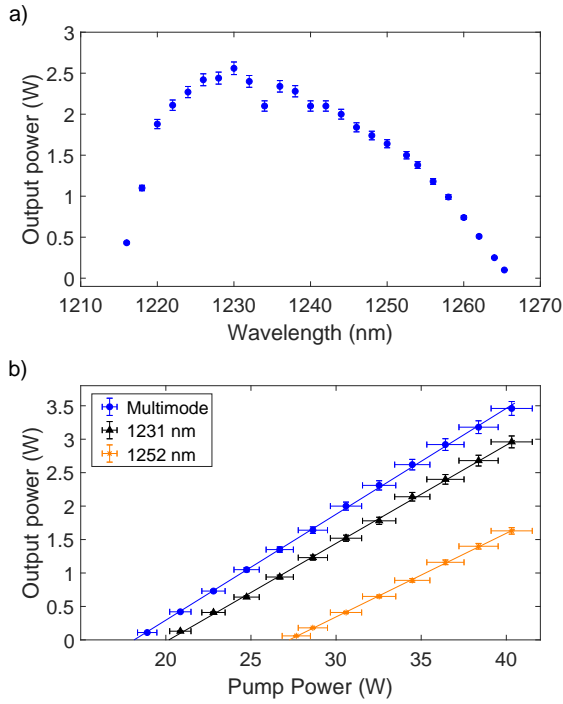 a)
3
2.5
2
1.5
1
0.5
0
Output power (W)
1210 1220 1230 1240 1250 1260 1270
Wavelength (nm)
b)
3.5
3
2.5
2
1.5
1
0.5
0
Output power (W)
Multimode
1231 nm
1252 nm
20 25 30 35 40
Pump Power (W)